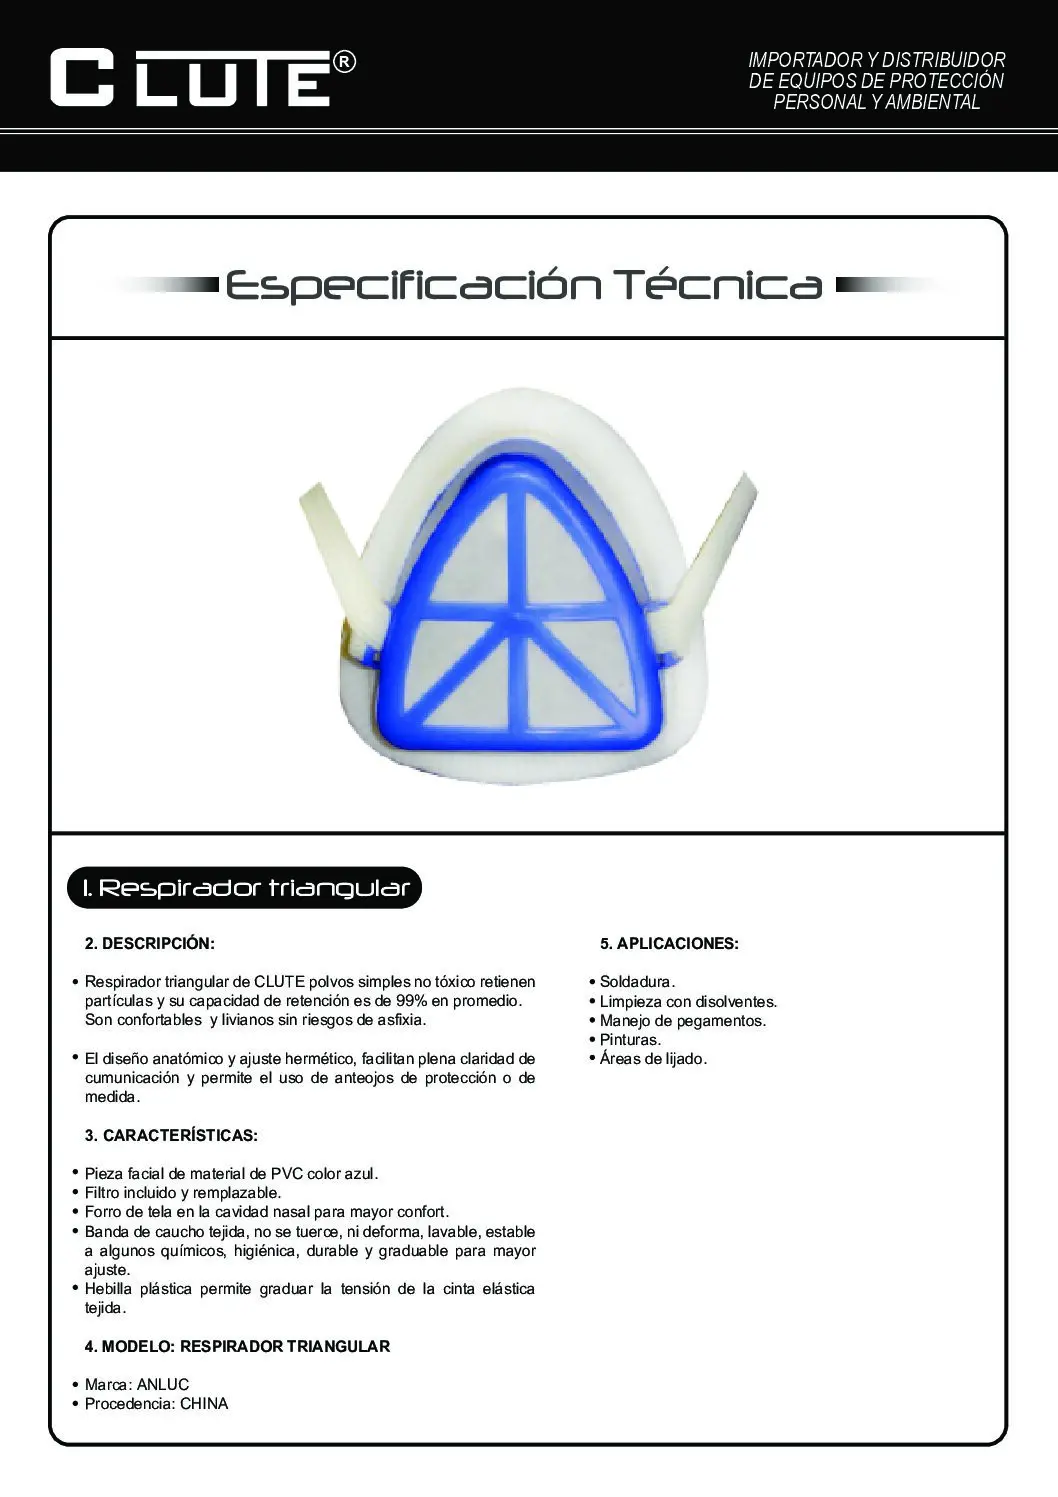 CLUTE®
IMPORTADOR Y DISTRIBUIDOR
DE EQUIPOS DE PROTECCIÓN
PERSONAL Y AMBIENTAL
Especificación Técnica
1. Respirador triangular
2. DESCRIPCIÓN:
• Respirador triangular de CLUTE polvos simples no tóxico retienen
partículas y su capacidad de retención es de 99% en promedio.
Son confortables y livianos sin riesgos de asfixia.
• El diseño anatómico y ajuste hermético, facilitan plena claridad de
cumunicación y permite el uso de anteojos de protección o de
medida.
3. CARACTERÍSTICAS:
• Pieza facial de material de PVC color azul.
• Filtro incluido y remplazable.
• Forro de tela en la cavidad nasal para mayor confort.
• Banda de caucho tejida, no se tuerce, ni deforma, lavable, estable
a algunos químicos, higiénica, durable y graduable para mayor
ajuste.
• Hebilla plástica permite graduar la tensión de la cinta elástica
tejida.
4. MODELO: RESPIRADOR TRIANGULAR
• Marca: ANLUC
• Procedencia: CHINA
5. APLICACIONES:
• Soldadura.
• Limpieza con disolventes.
• Manejo de pegamentos.
• Pinturas.
• Áreas de lijado.